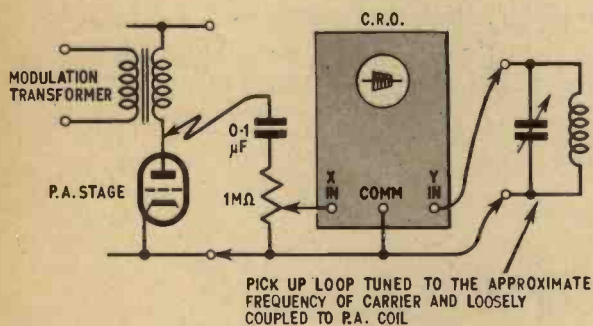 C.R.O.
MODULATION
TRANSFORMER
0·1
μF
P.A. STAGE
1MΩ
X
IN
COMM
Y
IN
PICK UP LOOP TUNED TO THE APPROXIMATE
FREQUENCY OF CARRIER AND LOOSELY
COUPLED TO P.A. COIL